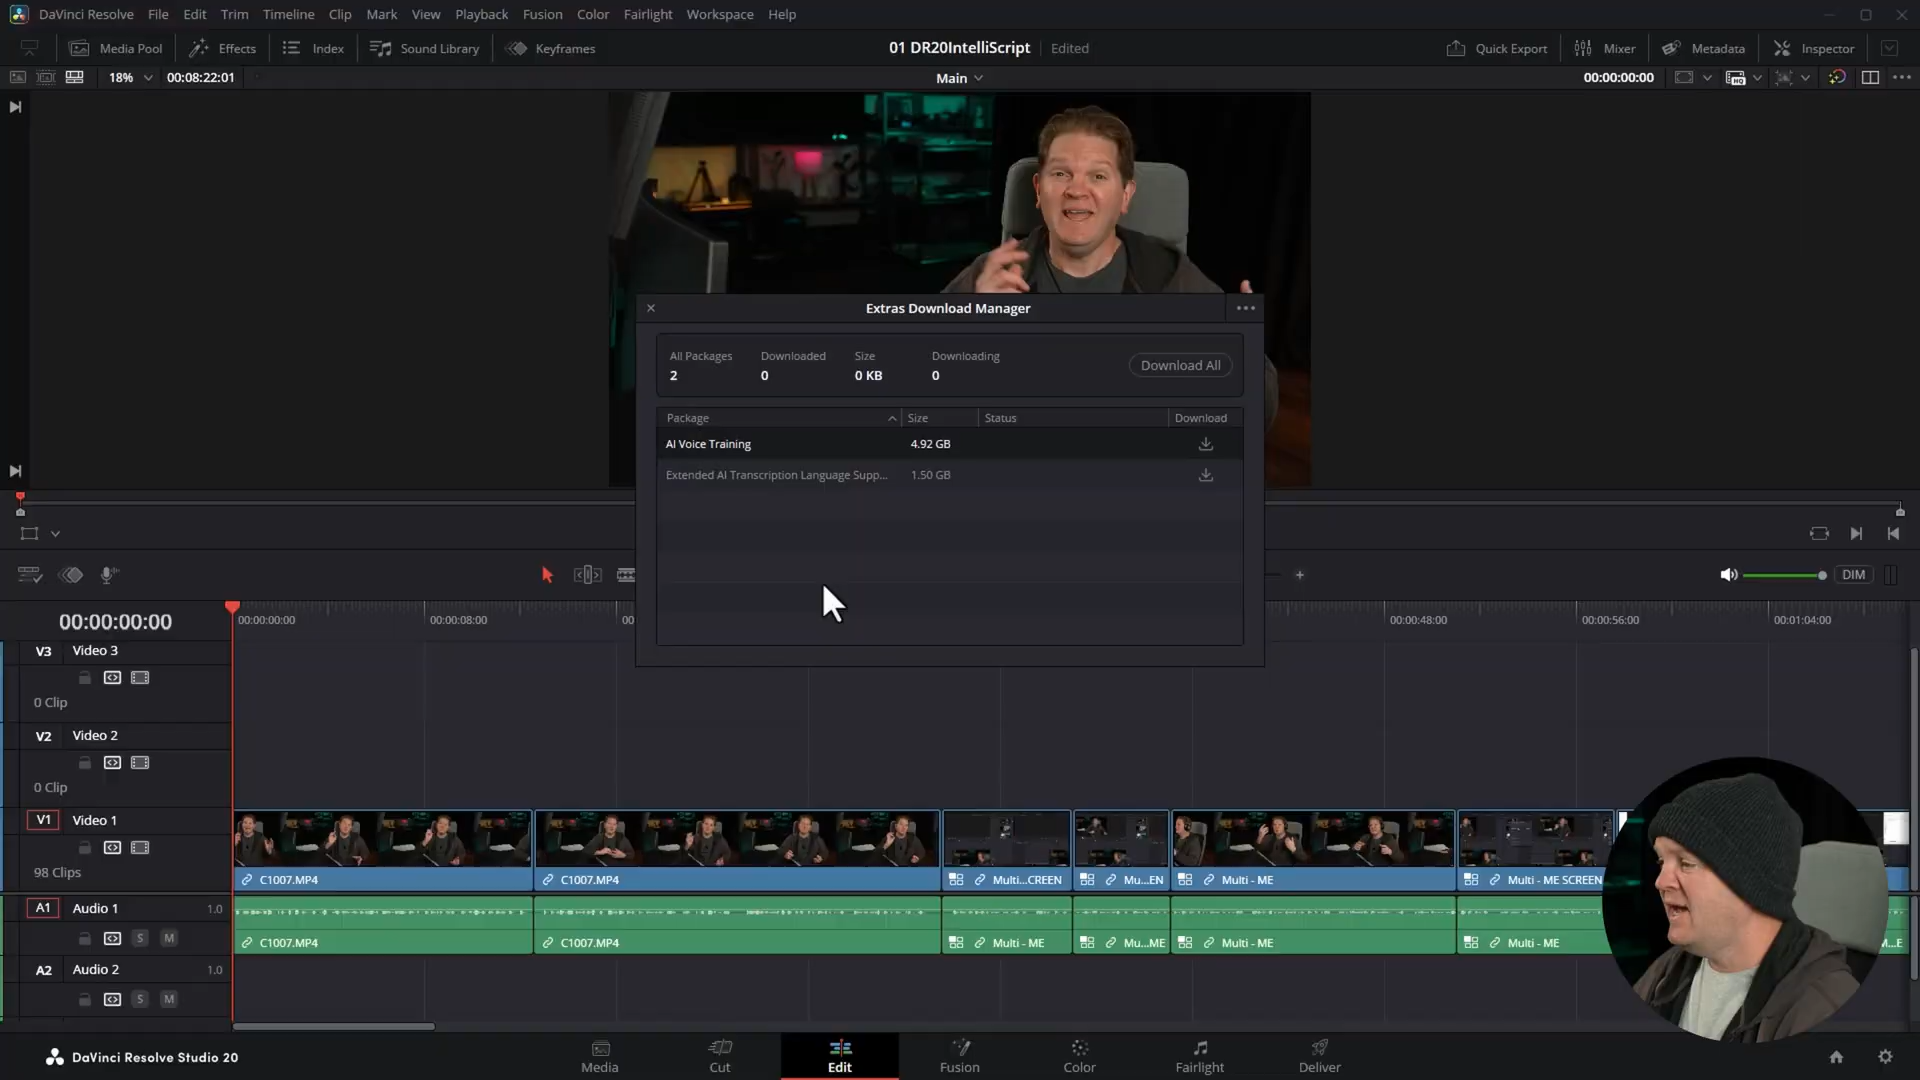 DaVinci Resolve File Edit Trim Timeline Clip Mark View Playback Fusion Color Fairlight Workspace Help
Media Pool Effects Index Sound Library Keyframes 01 DR20IntelliScript Edited Quick Export Mixer Metadata Inspector
18% 00:08:22:01 Main 00:00:00:00
Extras Download Manager
All Packages Downloaded Size Downloading
2 0 0 KB 0
Download All
Package Size Status Download
AI Voice Training 4.92 GB
Extended AI Transcription Language Supp... 1.50 GB
DIM
00:00:00:00 00:00:00:00 00:00:08:00 00 00:00:48:00 00:00:56:00 00:01:04:00
V3 Video 3
0 Clip
V2 Video 2
0 Clip
V1 Video 1
98 Clips
C1007.MP4 C1007.MP4 Multi...CREEN Mu...EN Multi - ME Multi - ME SCREEN
A1 Audio 1 1.0
S M
C1007.MP4 C1007.MP4 Multi - ME Mu...ME Multi - ME Multi - ME M...E
A2 Audio 2 1.0
S M
DaVinci Resolve Studio 20
Media Cut Edit Fusion Color Fairlight Deliver